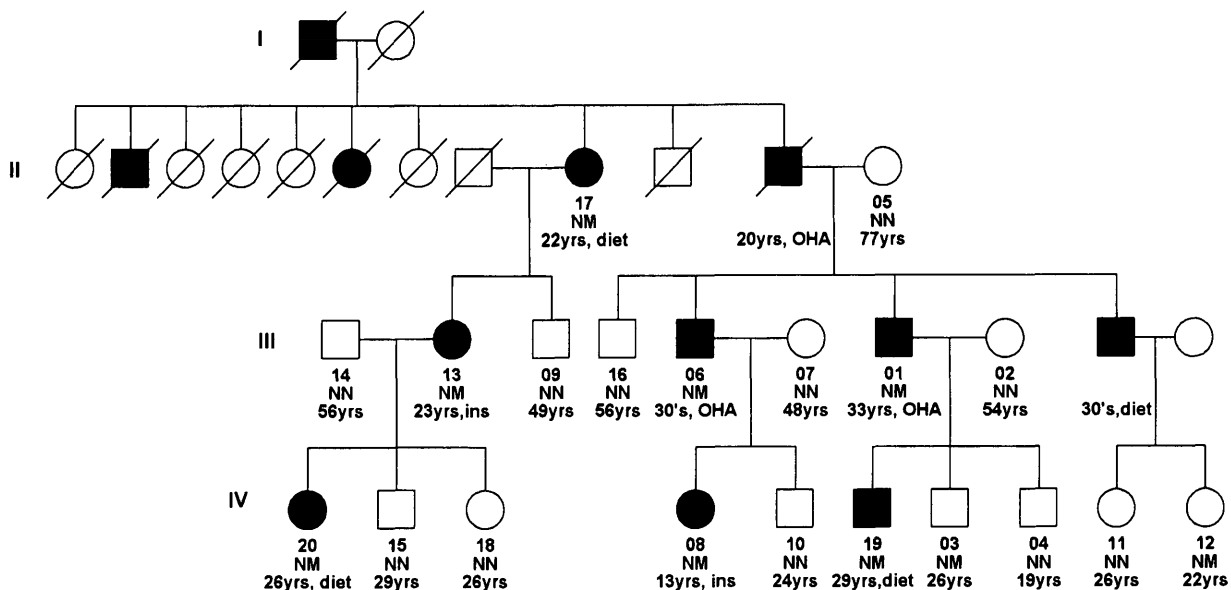 I
II
17
NM
22yrs, diet
20yrs, OHA
05
NN
77yrs
III
14
NN
56yrs
13
NM
23yrs,ins
09
NN
49yrs
16
NN
56yrs
06
NM
30's, OHA
07
NN
48yrs
01
NM
33yrs, OHA
02
NN
54yrs
30's,diet
IV
20
NM
26yrs, diet
15
NN
29yrs
18
NN
26yrs
08
NM
13yrs, ins
10
NN
24yrs
19
NM
29yrs,diet
03
NM
26yrs
04
NN
19yrs
11
NN
26yrs
12
NM
22yrs